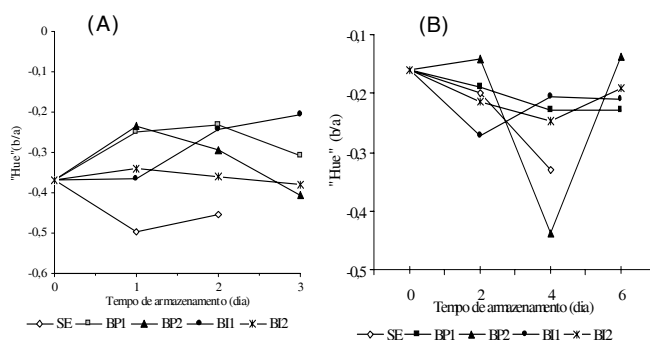 (A)
"Hue"(b/a)
0
-0,1
-0,2
-0,3
-0,4
-0,5
-0,6
0 1 2 3
Tempo de armazenamento (dia)
SE BP1 BP2 BI1 BI2
(B)
"Hue" (b/a)
0
-0,1
-0,2
-0,3
-0,4
-0,5
0 2 4 6
Tempo de armazenamento (dia)
SE BP1 BP2 BI1 BI2